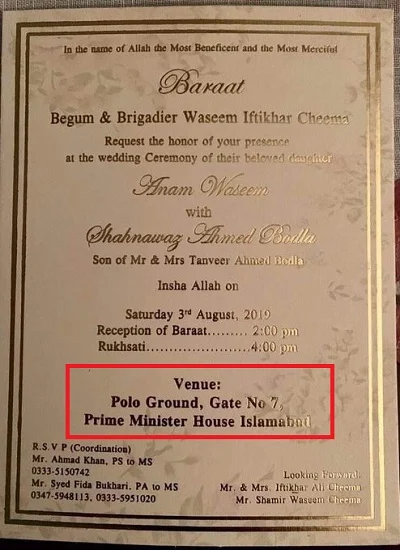 In the name of Allah the Most Beneficent and the Most Merciful
Baraat
Begum & Brigadier Waseem Iftikhar Cheema
Request the honor of your presence
at the wedding Ceremony of their beloved daughter
Anam Waseem
with
Shahnawaz Ahmed Bodla
Son of Mr & Mrs Tanveer Ahmed Bodla
Insha Allah on
Saturday 3rd August, 2019
Reception of Baraat......... 2:00 pm
Rukhsati......................4:00 pm
Venue:
Polo Ground, Gate No 7,
Prime Minister House Islamabad
R.S.V P (Coordination)
Mr. Ahmad Khan, PS to MS
0333-5150742
Mr. Syed Fida Bukhari, PA to MS
0347-5948113, 0333-5951020
Looking Forward:
Mr. & Mrs. Iftikhar Ali Cheema
Mr. Shamir Waseem Cheema